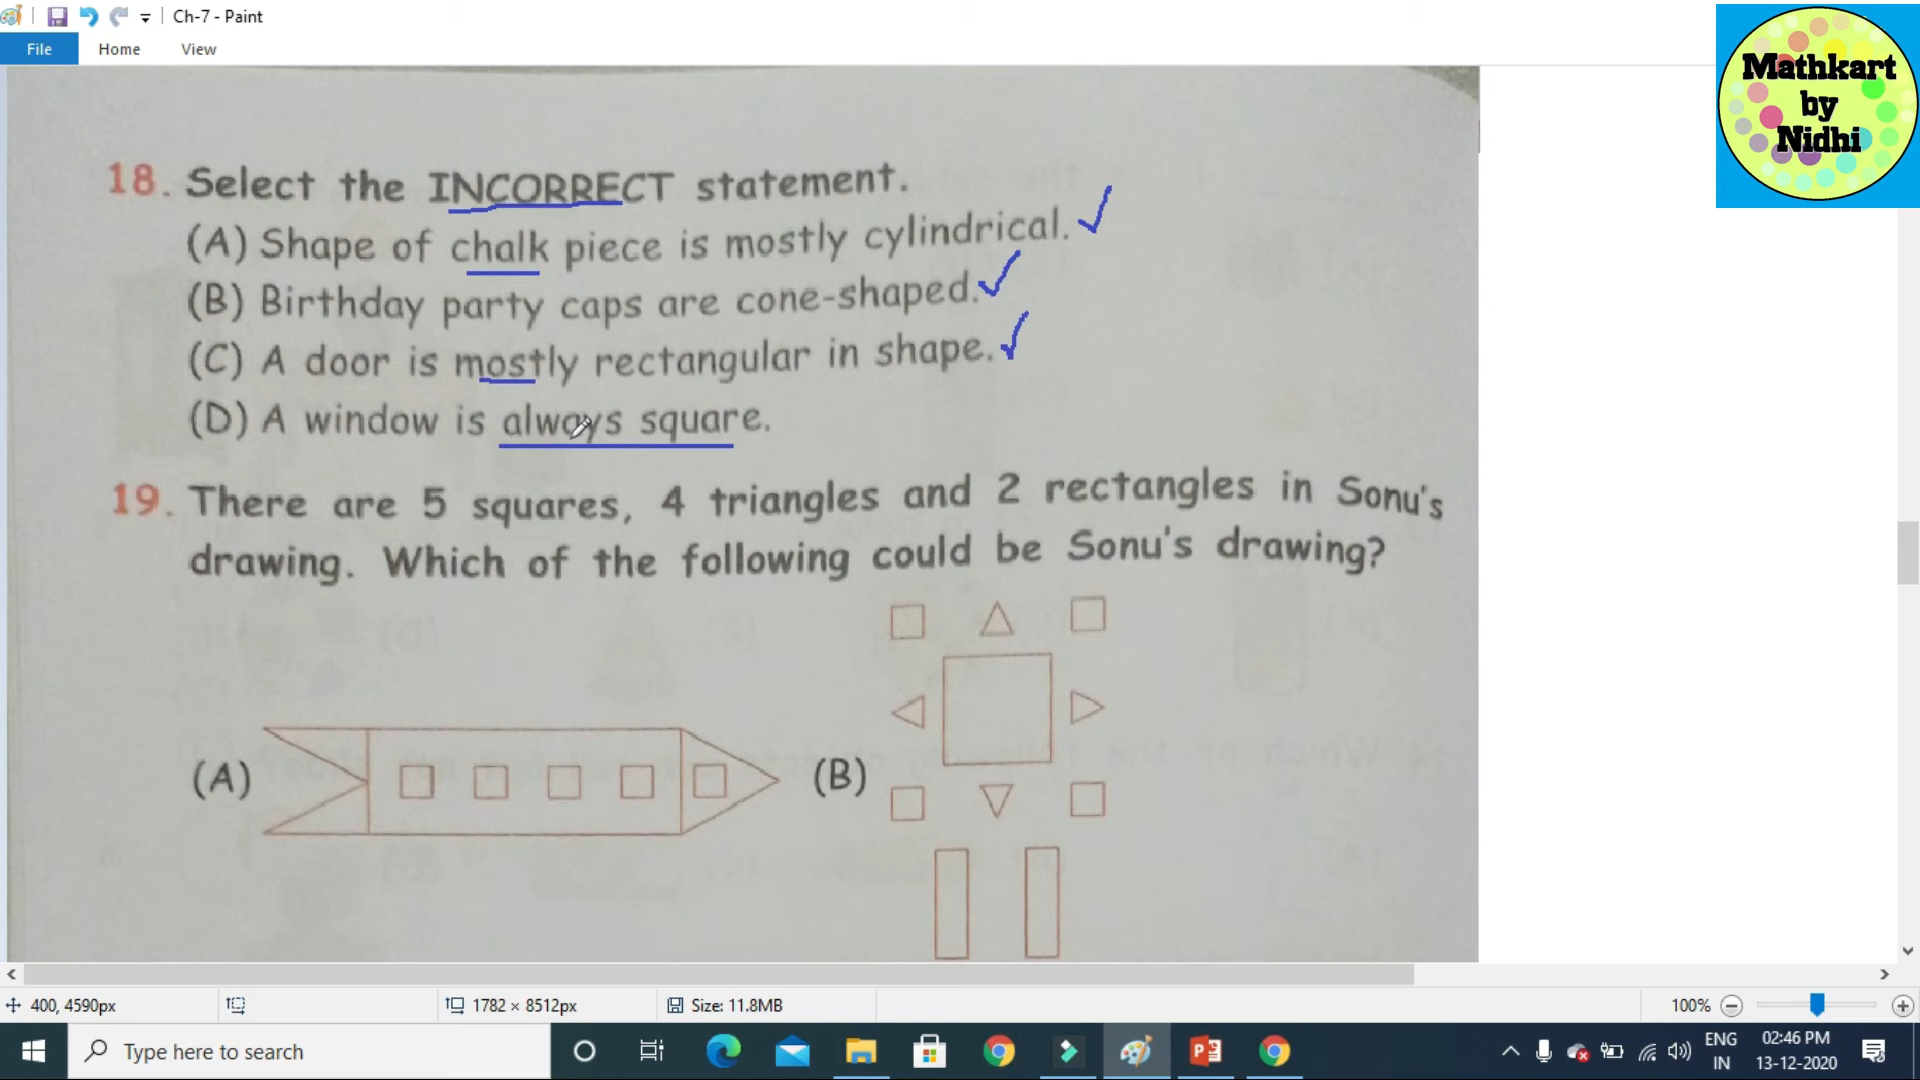 Ch-7 - Paint
File Home View
Mathkart
by
Nidhi
18. Select the INCORRECT statement.
(A) Shape of chalk piece is mostly cylindrical.
(B) Birthday party caps are cone-shaped.
(C) A door is mostly rectangular in shape.
(D) A window is always square.
19. There are 5 squares, 4 triangles and 2 rectangles in Sonu's
drawing. Which of the following could be Sonu's drawing?
(A) (B)
400, 4590px 1782 × 8512px Size: 11.8MB 100%
Type here to search
ENG 02:46 PM
IN 13-12-2020